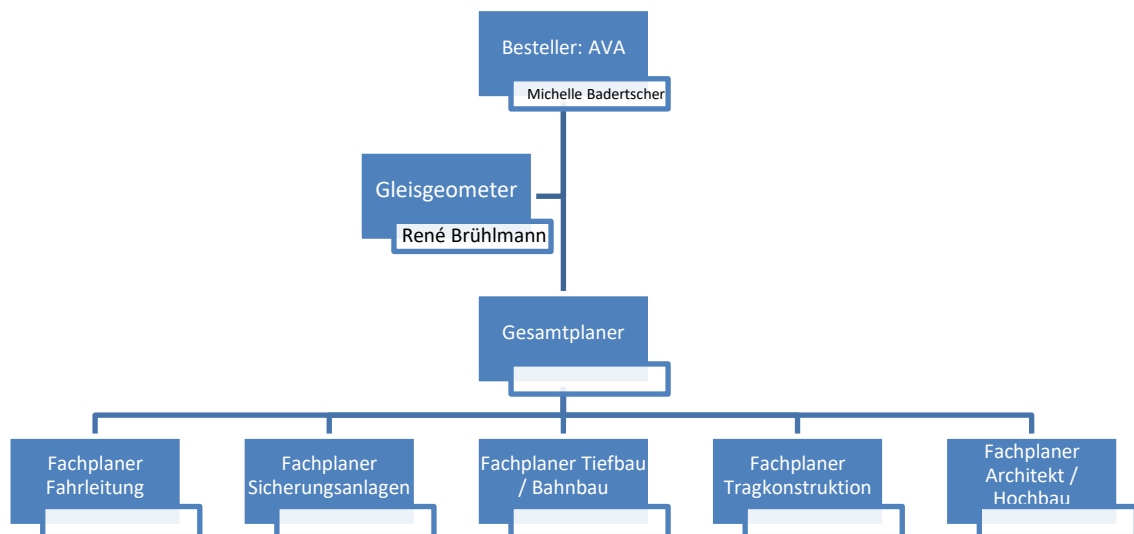 Besteller: AVA
Michelle Badertscher
Gleisgeometer
René Brühlmann
Gesamtplaner
Fachplaner
Fahrleitung
Fachplaner
Sicherungsanlagen
Fachplaner Tiefbau
/ Bahnbau
Fachplaner
Tragkonstruktion
Fachplaner
Architekt /
Hochbau